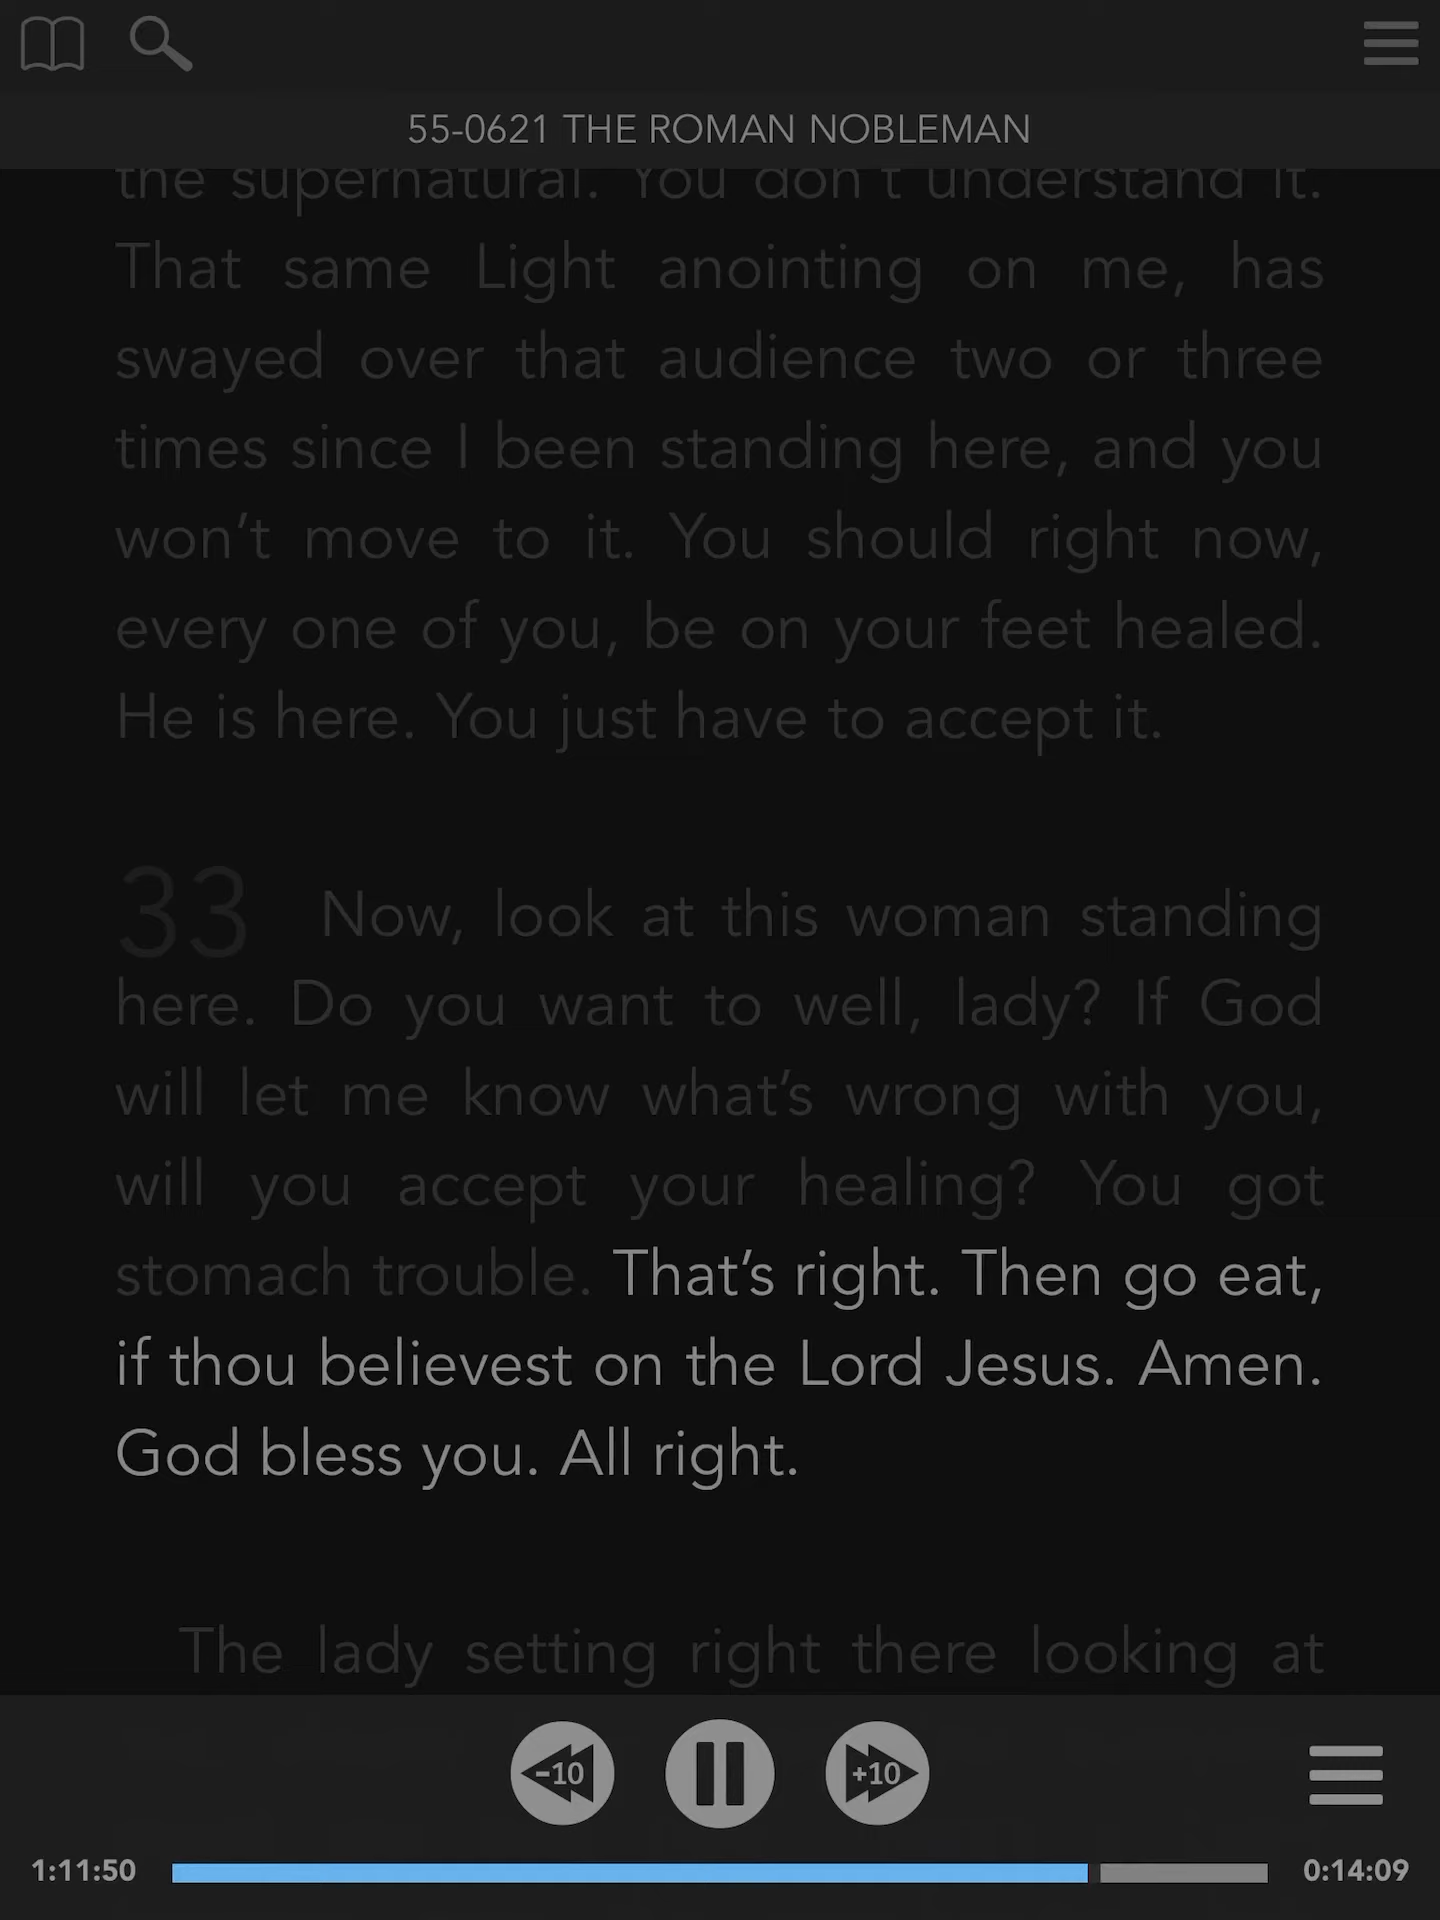 55-0621 THE ROMAN NOBLEMAN
the supernatural. You don't understand it.
That same Light anointing on me, has
swayed over that audience two or three
times since I been standing here, and you
won't move to it. You should right now,
every one of you, be on your feet healed.
He is here. You just have to accept it.
33 Now, look at this woman standing
here. Do you want to well, lady? If God
will let me know what's wrong with you,
will you accept your healing? You got
stomach trouble. That's right. Then go eat,
if thou believest on the Lord Jesus. Amen.
God bless you. All right.
The lady setting right there looking at
-10 +10
1:11:50 0:14:09